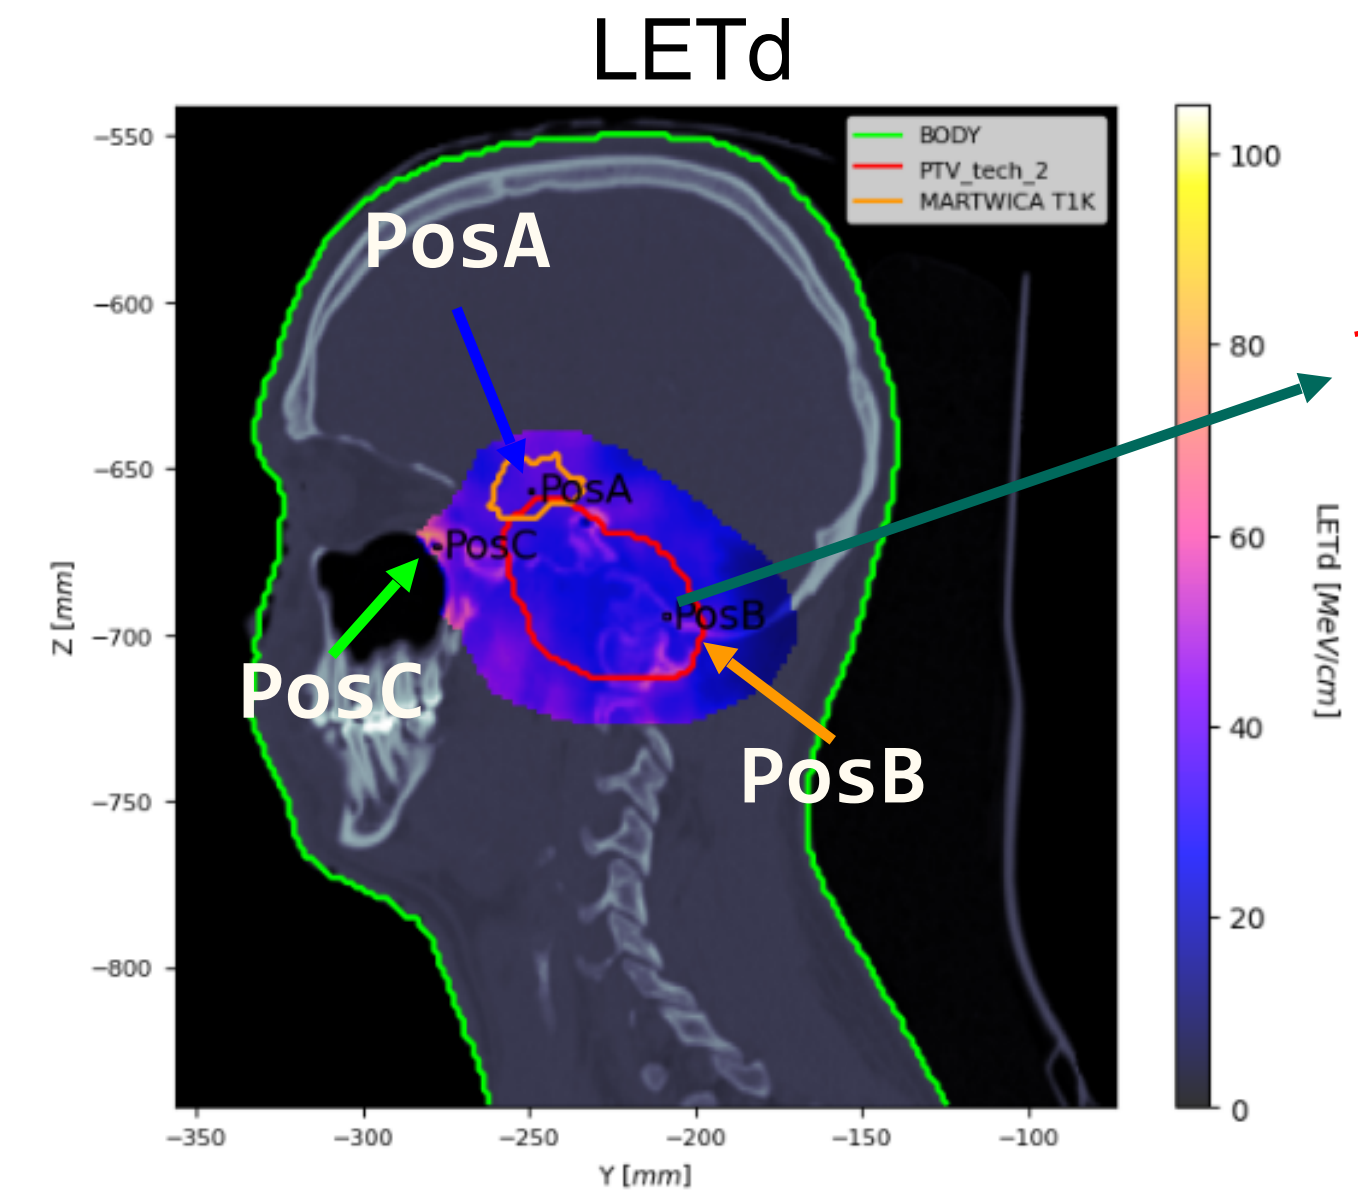 LETd
BODY
PTV_tech_2
MARTWICA T1K
PosA
PosA
PosC
PosB
PosC
PosB
−550
−600
−650
−700
−750
−800
Z [mm]
−350
−300
−250
−200
−150
−100
Y [mm]
100
80
60
40
20
0
LETd [MeV/cm]